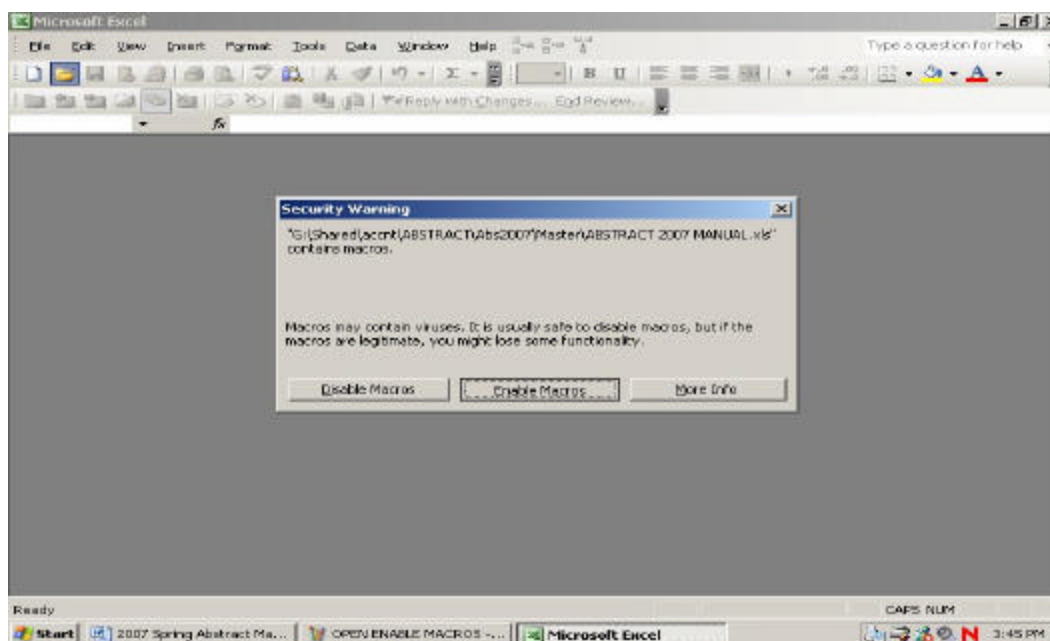 Microsoft Excel
File Edit View Insert Format Tools Data Window Help Type a question for help
B U A
Reply with Changes... End Review...
fx
Security Warning
"G:\Shared\accnt\ABSTRACT\Abs2007\Master\ABSTRACT 2007 MANUAL.xls"
contains macros.
Macros may contain viruses. It is usually safe to disable macros, but if the
macros are legitimate, you might lose some functionality.
Disable Macros Enable Macros More Info
Ready CAPS NUM
Start 2007 Spring Abstract Ma... OPEN ENABLE MACROS -... Microsoft Excel N 3:45 PM